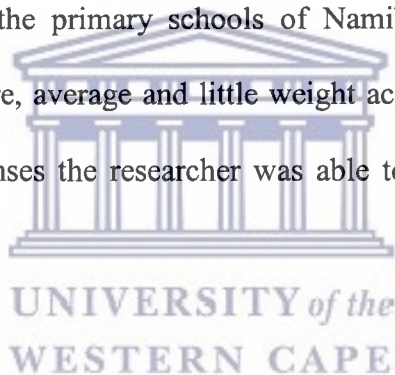 the primary schools of Nami
re, average and little weight ac
nses the researcher was able to
UNIVERSITY of the
WESTERN CAPE